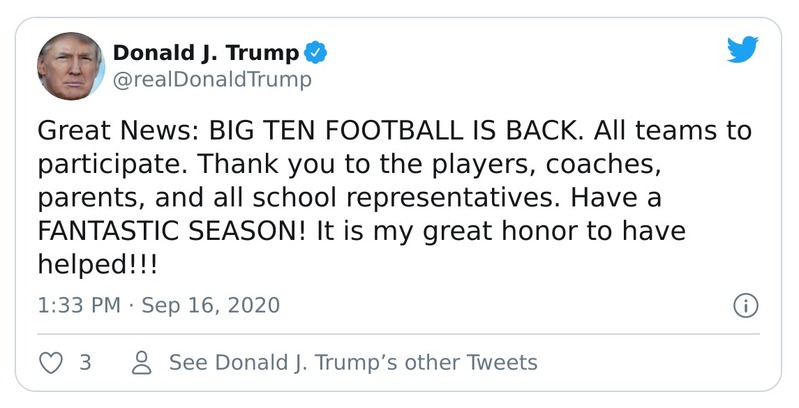 Donald J. Trump
@realDonaldTrump
Great News: BIG TEN FOOTBALL IS BACK. All teams to
participate. Thank you to the players, coaches,
parents, and all school representatives. Have a
FANTASTIC SEASON! It is my great honor to have
helped!!!
1:33 PM · Sep 16, 2020
3 See Donald J. Trump’s other Tweets